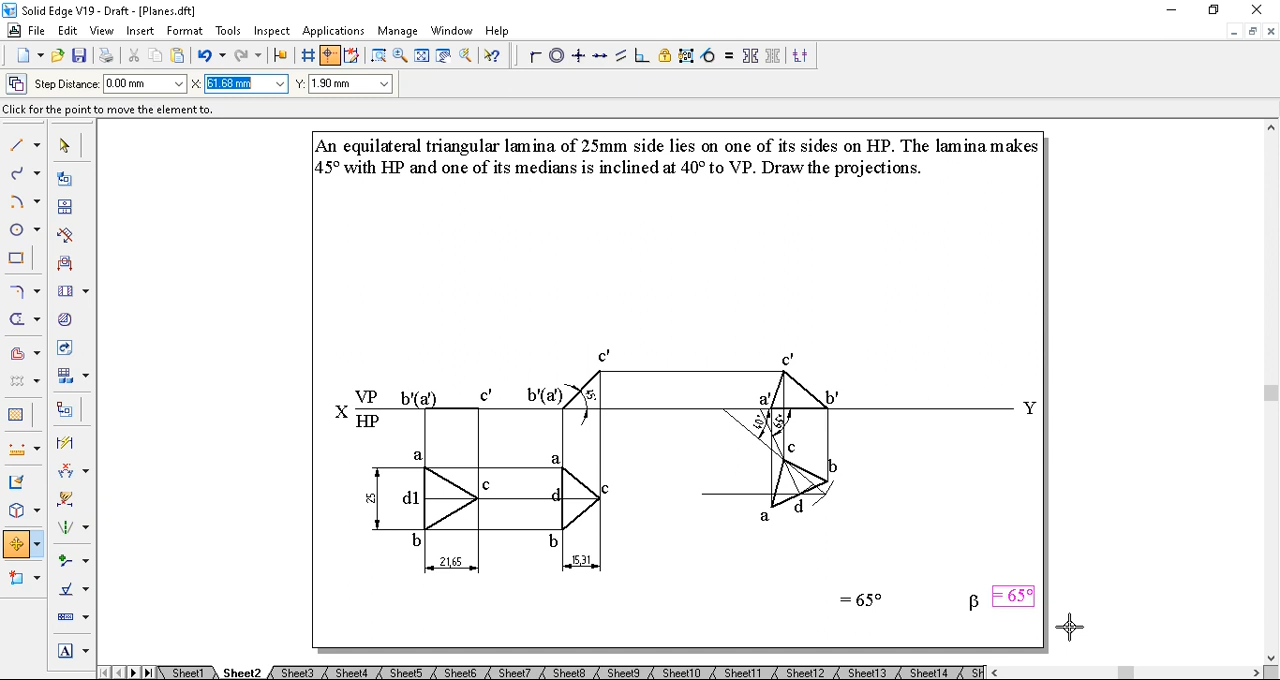 Solid Edge V19 - Draft - [Planes.dft]
File Edit View Insert Format Tools Inspect Applications Manage Window Help
Step Distance: 0.00 mm X: 61.68 mm Y: 1.90 mm
Click for the point to move the element to.
An equilateral triangular lamina of 25mm side lies on one of its sides on HP. The lamina makes
45° with HP and one of its medians is inclined at 40° to VP. Draw the projections.
c' c'
X VP b'(a') c' b'(a') 45° a' b' Y
HP
40° 65°
a a c b
25 d1 c d c
a d
b b
21,65 15,31
= 65° β = 65°
Sheet1 Sheet2 Sheet3 Sheet4 Sheet5 Sheet6 Sheet7 Sheet8 Sheet9 Sheet10 Sheet11 Sheet12 Sheet13 Sheet14 Sh